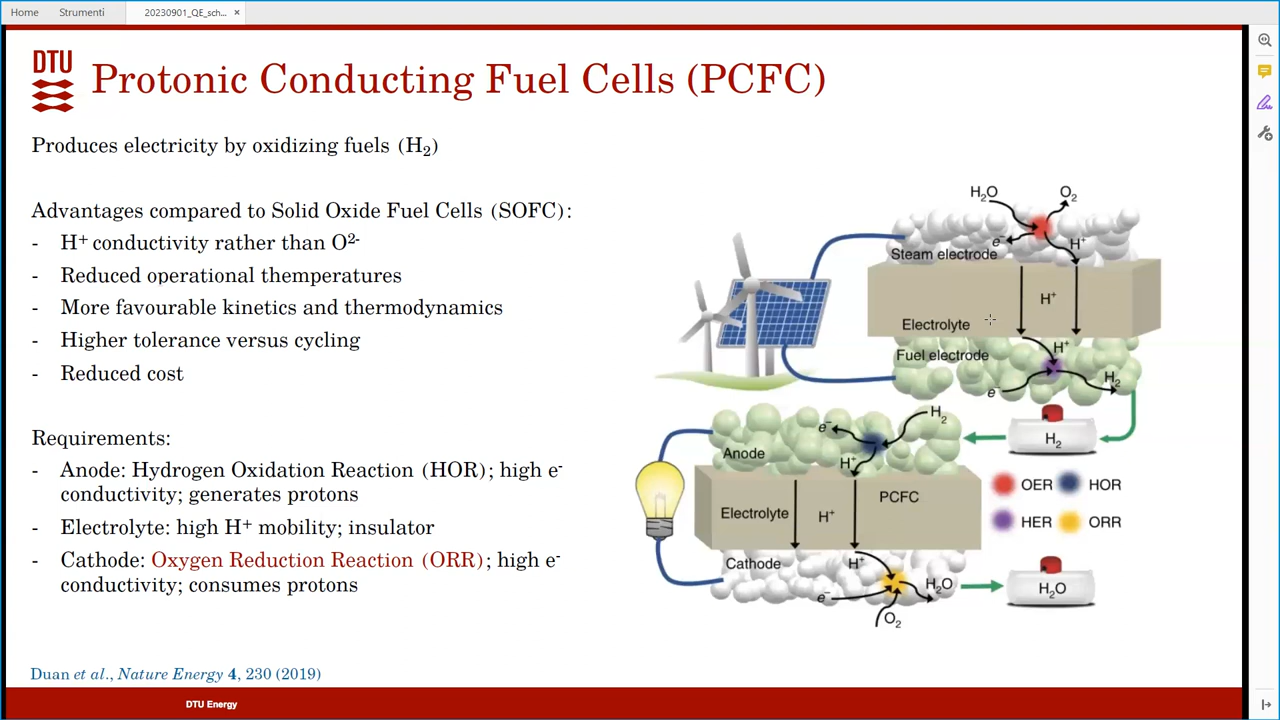 Home
Strumenti
20230901_QE_sch...
×
DTU
Protonic Conducting Fuel Cells (PCFC)
Produces electricity by oxidizing fuels (H₂)
Advantages compared to Solid Oxide Fuel Cells (SOFC):
- H⁺ conductivity rather than O²⁻
- Reduced operational themperatures
- More favourable kinetics and thermodynamics
- Higher tolerance versus cycling
- Reduced cost
Requirements:
- Anode: Hydrogen Oxidation Reaction (HOR); high e⁻
conductivity; generates protons
- Electrolyte: high H⁺ mobility; insulator
- Cathode: Oxygen Reduction Reaction (ORR); high e⁻
conductivity; consumes protons
H₂O
O₂
e⁻
H⁺
Steam electrode
H⁺
Electrolyte
H⁺
Fuel electrode
e⁻
H₂
H₂
e⁻
H₂
Anode
H⁺
PCFC
Electrolyte
H⁺
Cathode
H⁺
e⁻
H₂O
O₂
OER
HOR
HER
ORR
H₂O
Duan et al., Nature Energy 4, 230 (2019)
DTU Energy